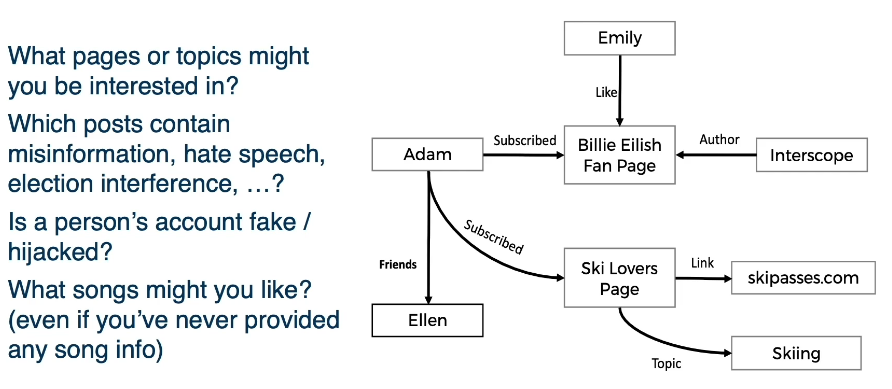 What pages or topics might
you be interested in?
Which posts contain
misinformation, hate speech,
election interference, …?
Is a person’s account fake /
hijacked?
What songs might you like?
(even if you’ve never provided
any song info)
Emily
Like
Adam
Subscribed
Billie Eilish
Fan Page
Author
Interscope
Subscribed
Friends
Ski Lovers
Page
Link
skipasses.com
Ellen
Topic
Skiing